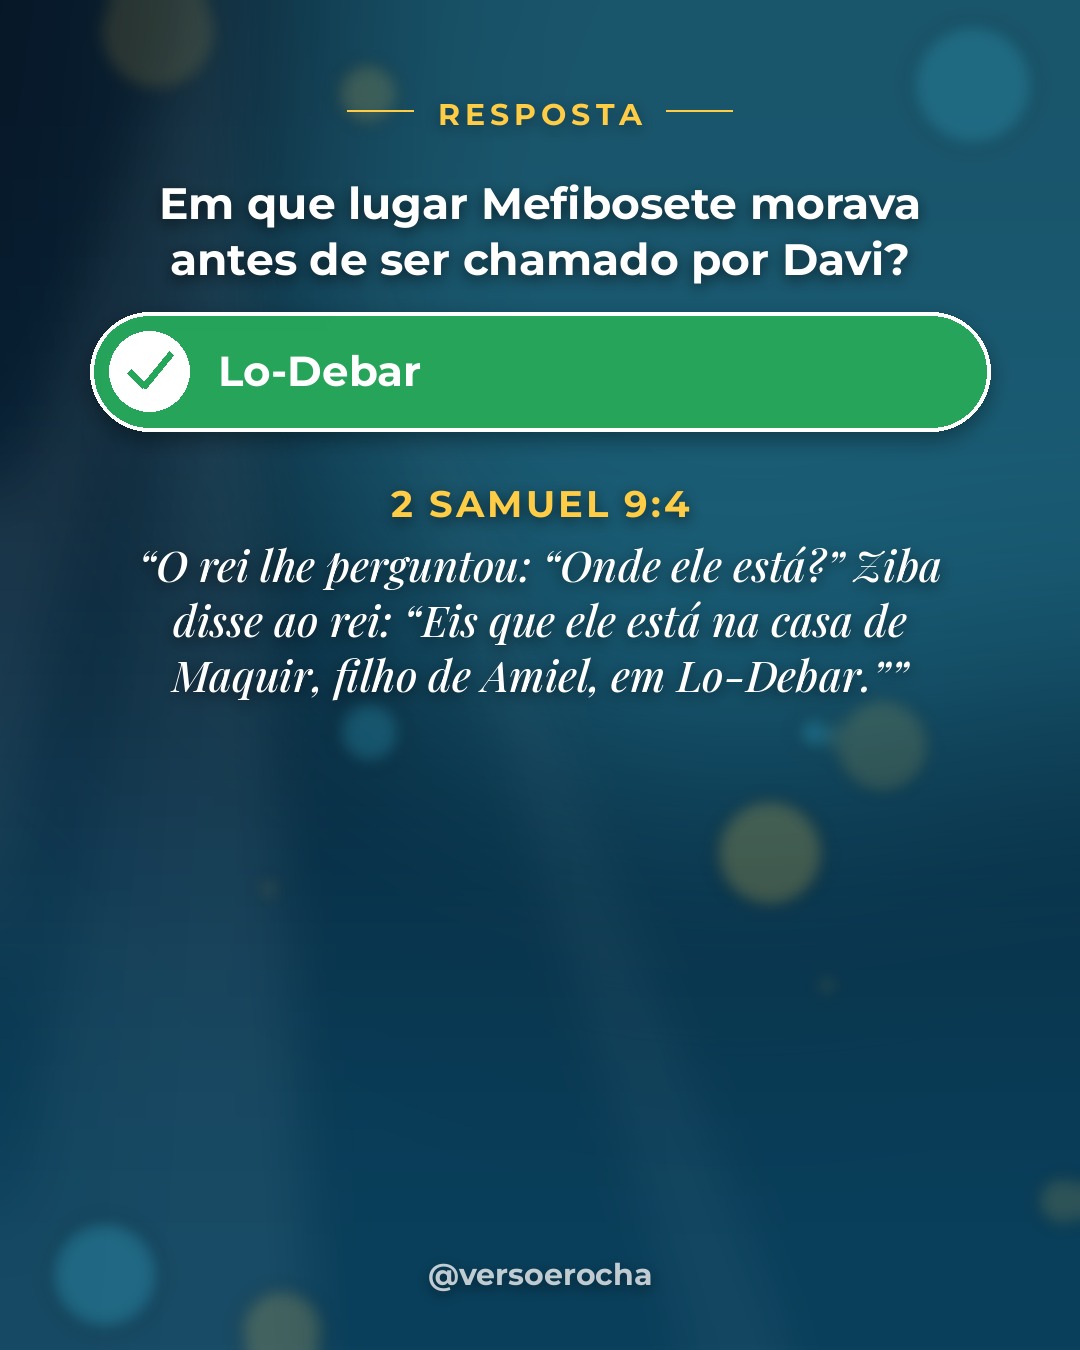 RESPOSTA
Em que lugar Mefibosete morava
antes de ser chamado por Davi?
Lo-Debar
2 SAMUEL 9:4
“O rei lhe perguntou: “Onde ele está?” Ziba
disse ao rei: “Eis que ele está na casa de
Maquir, filho de Amiel, em Lo-Debar.””
@versoerocha